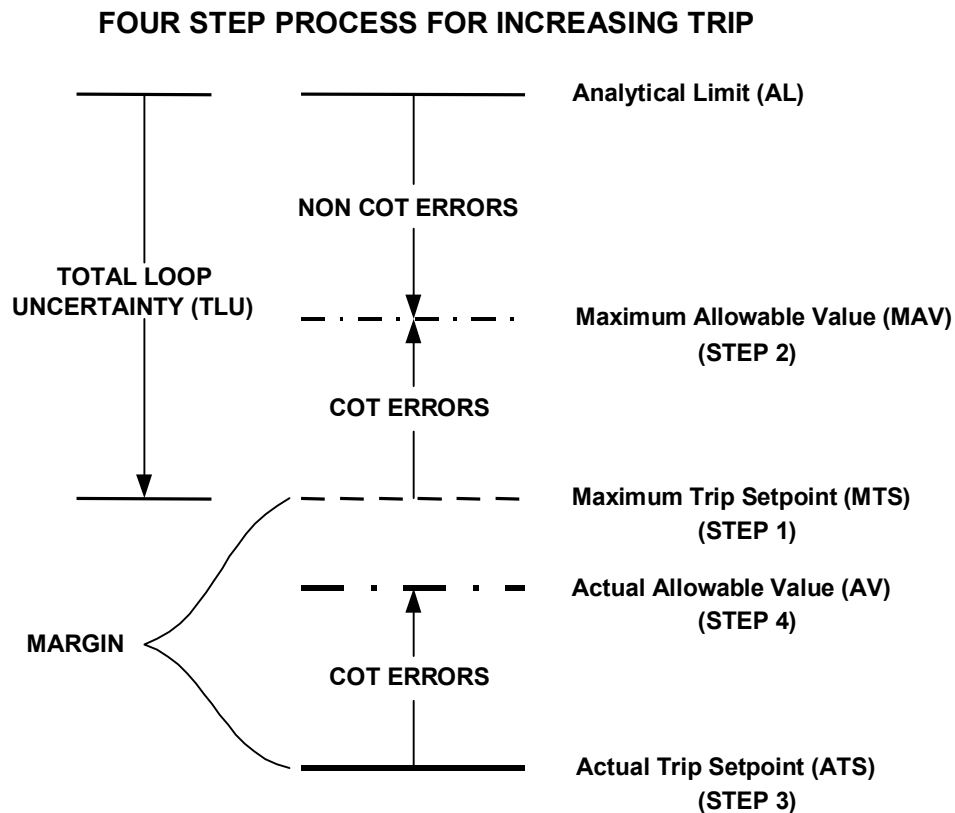 FOUR STEP PROCESS FOR INCREASING TRIP
Analytical Limit (AL)
NON COT ERRORS
TOTAL LOOP
UNCERTAINTY (TLU)
Maximum Allowable Value (MAV)
(STEP 2)
COT ERRORS
Maximum Trip Setpoint (MTS)
(STEP 1)
Actual Allowable Value (AV)
(STEP 4)
MARGIN
COT ERRORS
Actual Trip Setpoint (ATS)
(STEP 3)